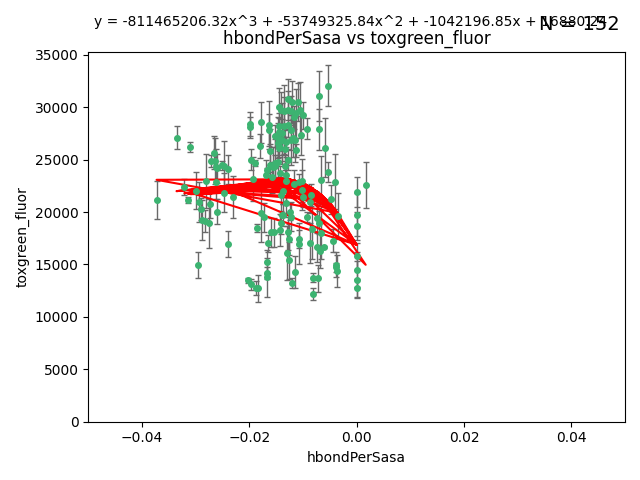 y = -811465206.32x^3 + -53749325.84x^2 + -1042196.85x +
N = 152
hbondPerSasa vs toxgreen_fluor
35000
30000
25000
20000
15000
10000
5000
0
toxgreen_fluor
-0.04 -0.02 0.00 0.02 0.04
hbondPerSasa